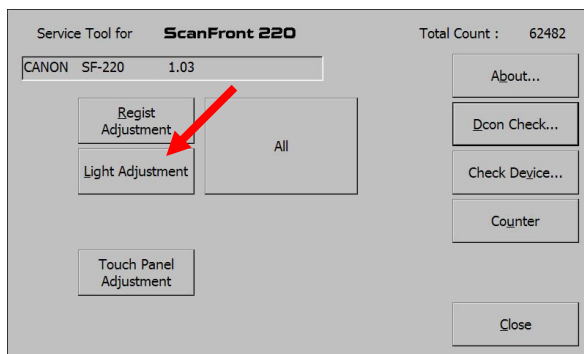 Service Tool for ScanFront 220 Total Count : 62482
CANON SF-220 1.03
About...
Regist
Adjustment
All
Dcon Check...
Light Adjustment
Check Device...
Counter
Touch Panel
Adjustment
Close